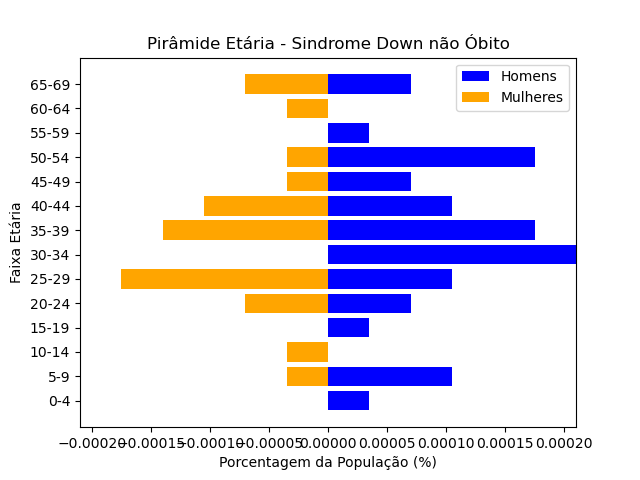 Pirâmide Etária - Sindrome Down não Óbito
Homens
Mulheres
Faixa Etária
65-69
60-64
55-59
50-54
45-49
40-44
35-39
30-34
25-29
20-24
15-19
10-14
5-9
0-4
−0.00020 −0.00015 −0.00010 −0.00005 0.00000 0.00005 0.00010 0.00015 0.00020
Porcentagem da População (%)